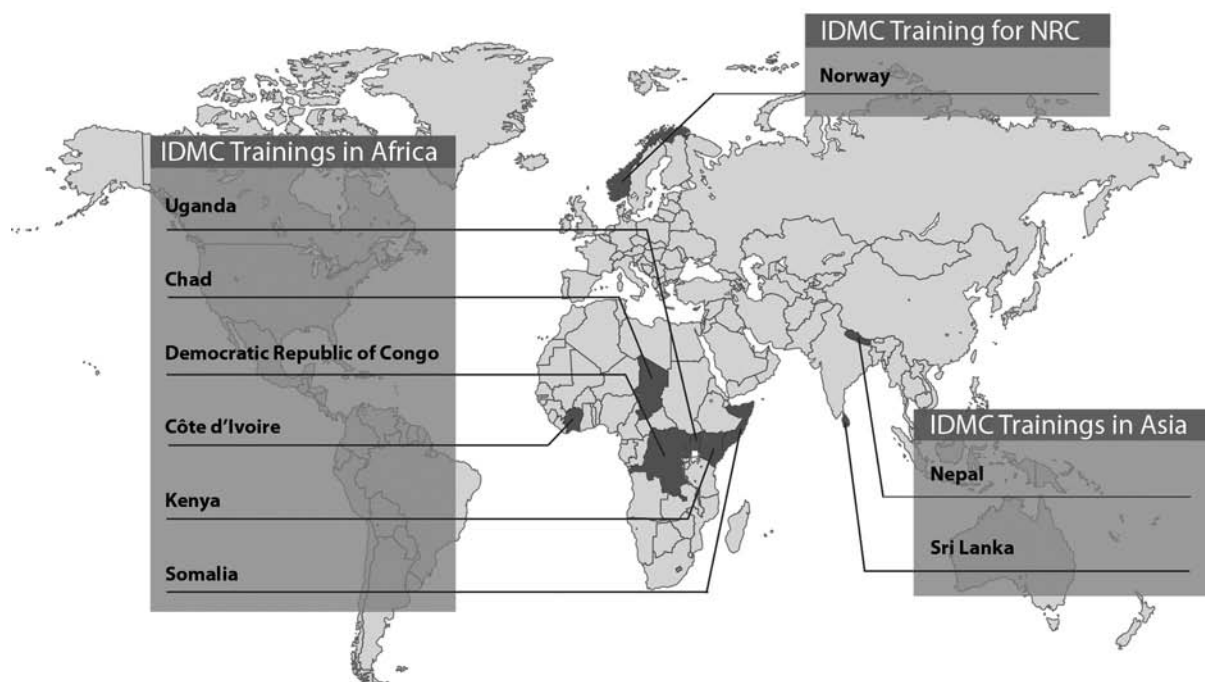 IDMC Training for NRC
Norway
IDMC Trainings in Africa
Uganda
Chad
Democratic Republic of Congo
Côte d’Ivoire
Kenya
Somalia
IDMC Trainings in Asia
Nepal
Sri Lanka